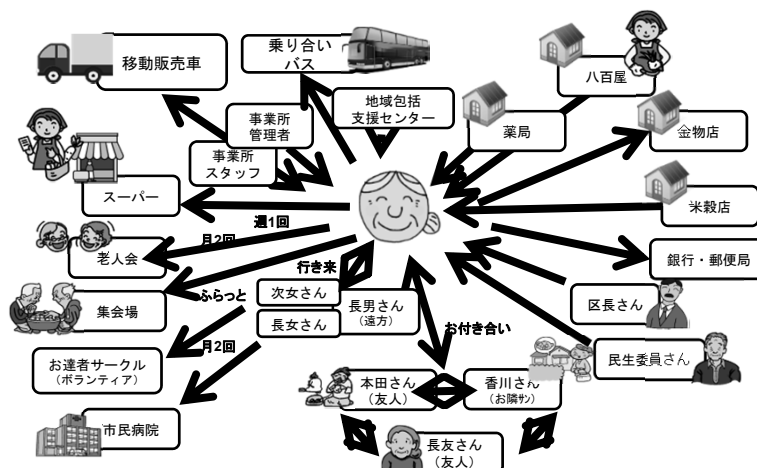 移動販売車
乗り合い
バス
八百屋
地域包括
支援センター
事業所
管理者
薬局
金物店
事業所
スタッフ
スーパー
米穀店
週1回
月2回
老人会
銀行・郵便局
行き来
次女さん
ふらっと
集会場
長男さん
（遠方）
区長さん
長女さん
お付き合い
月2回
お達者サークル
（ボランティア）
民生委員さん
本田さん
（友人）
香川さん
（お隣サン）
市民病院
長友さん
（友人）